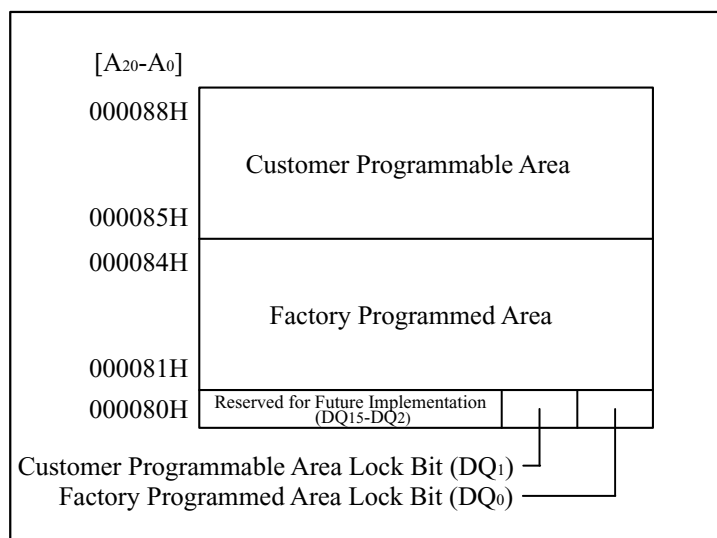 [A20-A0]
000088H
Customer Programmable Area
000085H
000084H
Factory Programmed Area
000081H
000080H
Reserved for Future Implementation
(DQ15-DQ2)
Customer Programmable Area Lock Bit (DQ1)
Factory Programmed Area Lock Bit (DQ0)